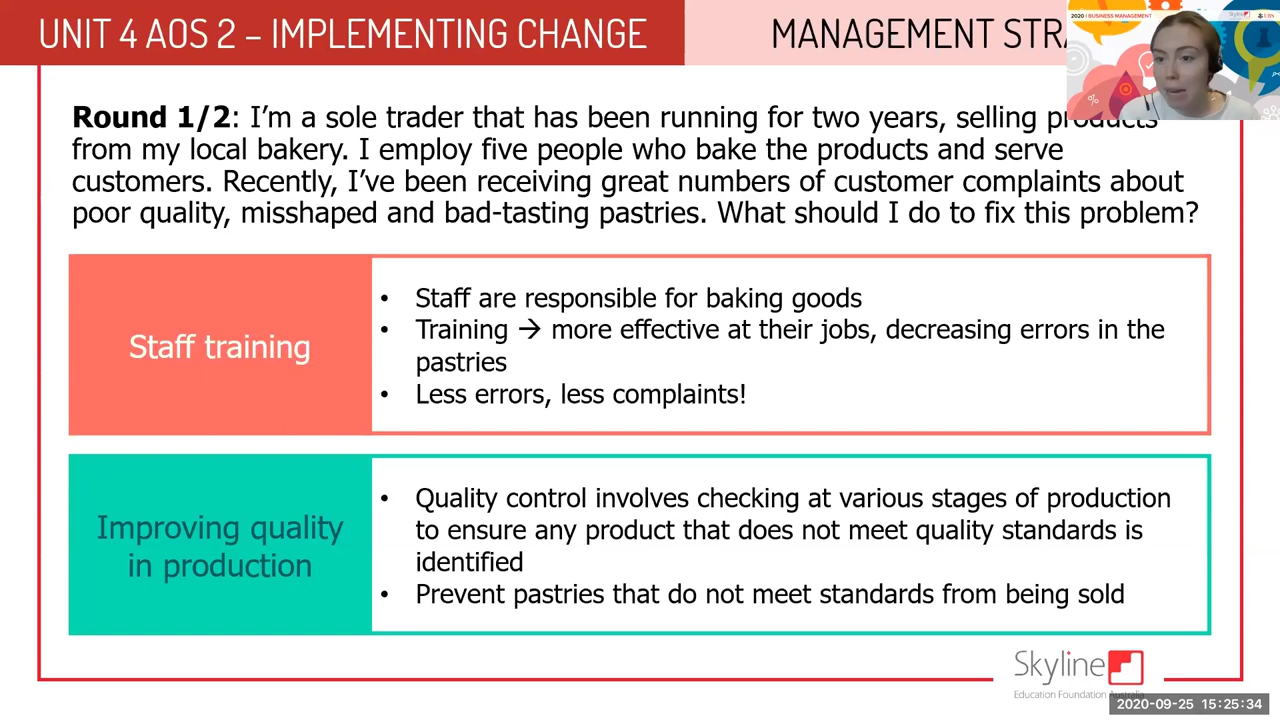 UNIT 4 AOS 2 – IMPLEMENTING CHANGE
MANAGEMENT
2020 | BUSINESS MANAGEMENT
Round 1/2: I’m a sole trader that has been running for two years, selling products
from my local bakery. I employ five people who bake the products and serve
customers. Recently, I’ve been receiving great numbers of customer complaints about
poor quality, misshaped and bad-tasting pastries. What should I do to fix this problem?
Staff training
• Staff are responsible for baking goods
• Training → more effective at their jobs, decreasing errors in the
pastries
• Less errors, less complaints!
Improving quality
in production
• Quality control involves checking at various stages of production
to ensure any product that does not meet quality standards is
identified
• Prevent pastries that do not meet standards from being sold
Skyline
Education Foundation Australia
2020-09-25 15:25:34